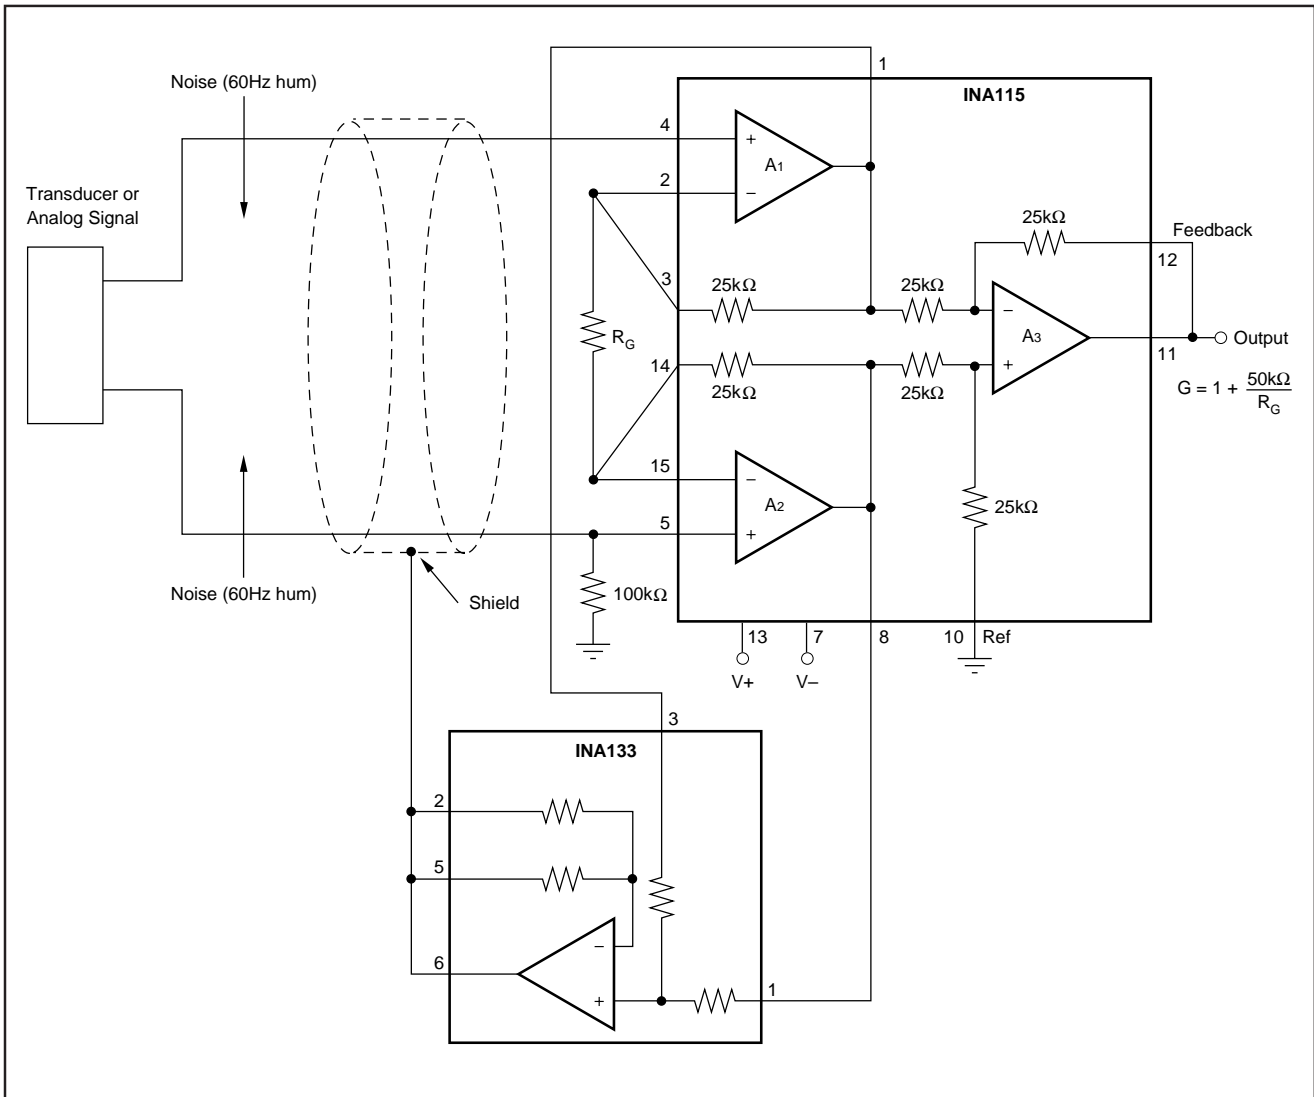 Noise (60Hz hum)
1
INA115
4
+
A1
Transducer or
Analog Signal
2
–
25kΩ
Feedback
12
3
25kΩ
25kΩ
–
RG
A3
Output
14
+
11
25kΩ
25kΩ
G = 1 + 50kΩ
RG
15
–
A2
25kΩ
5
+
Noise (60Hz hum)
Shield
100kΩ
13
7
8
10
Ref
V+
V–
3
INA133
2
5
–
6
+
1